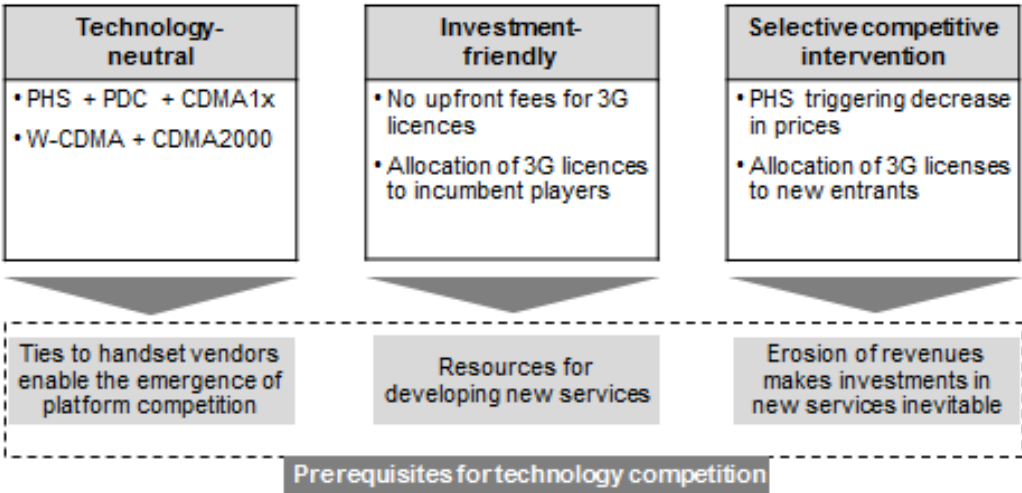 Technology-
neutral
• PHS + PDC + CDMA1x
• W-CDMA + CDMA2000
Investment-
friendly
• No upfront fees for 3G
licences
• Allocation of 3G licences
to incumbent players
Selective competitive
intervention
• PHS triggering decrease
in prices
• Allocation of 3G licenses
to new entrants
Ties to handset vendors
enable the emergence of
platform competition
Resources for
developing new services
Erosion of revenues
makes investments in
new services inevitable
Prerequisites for technology competition